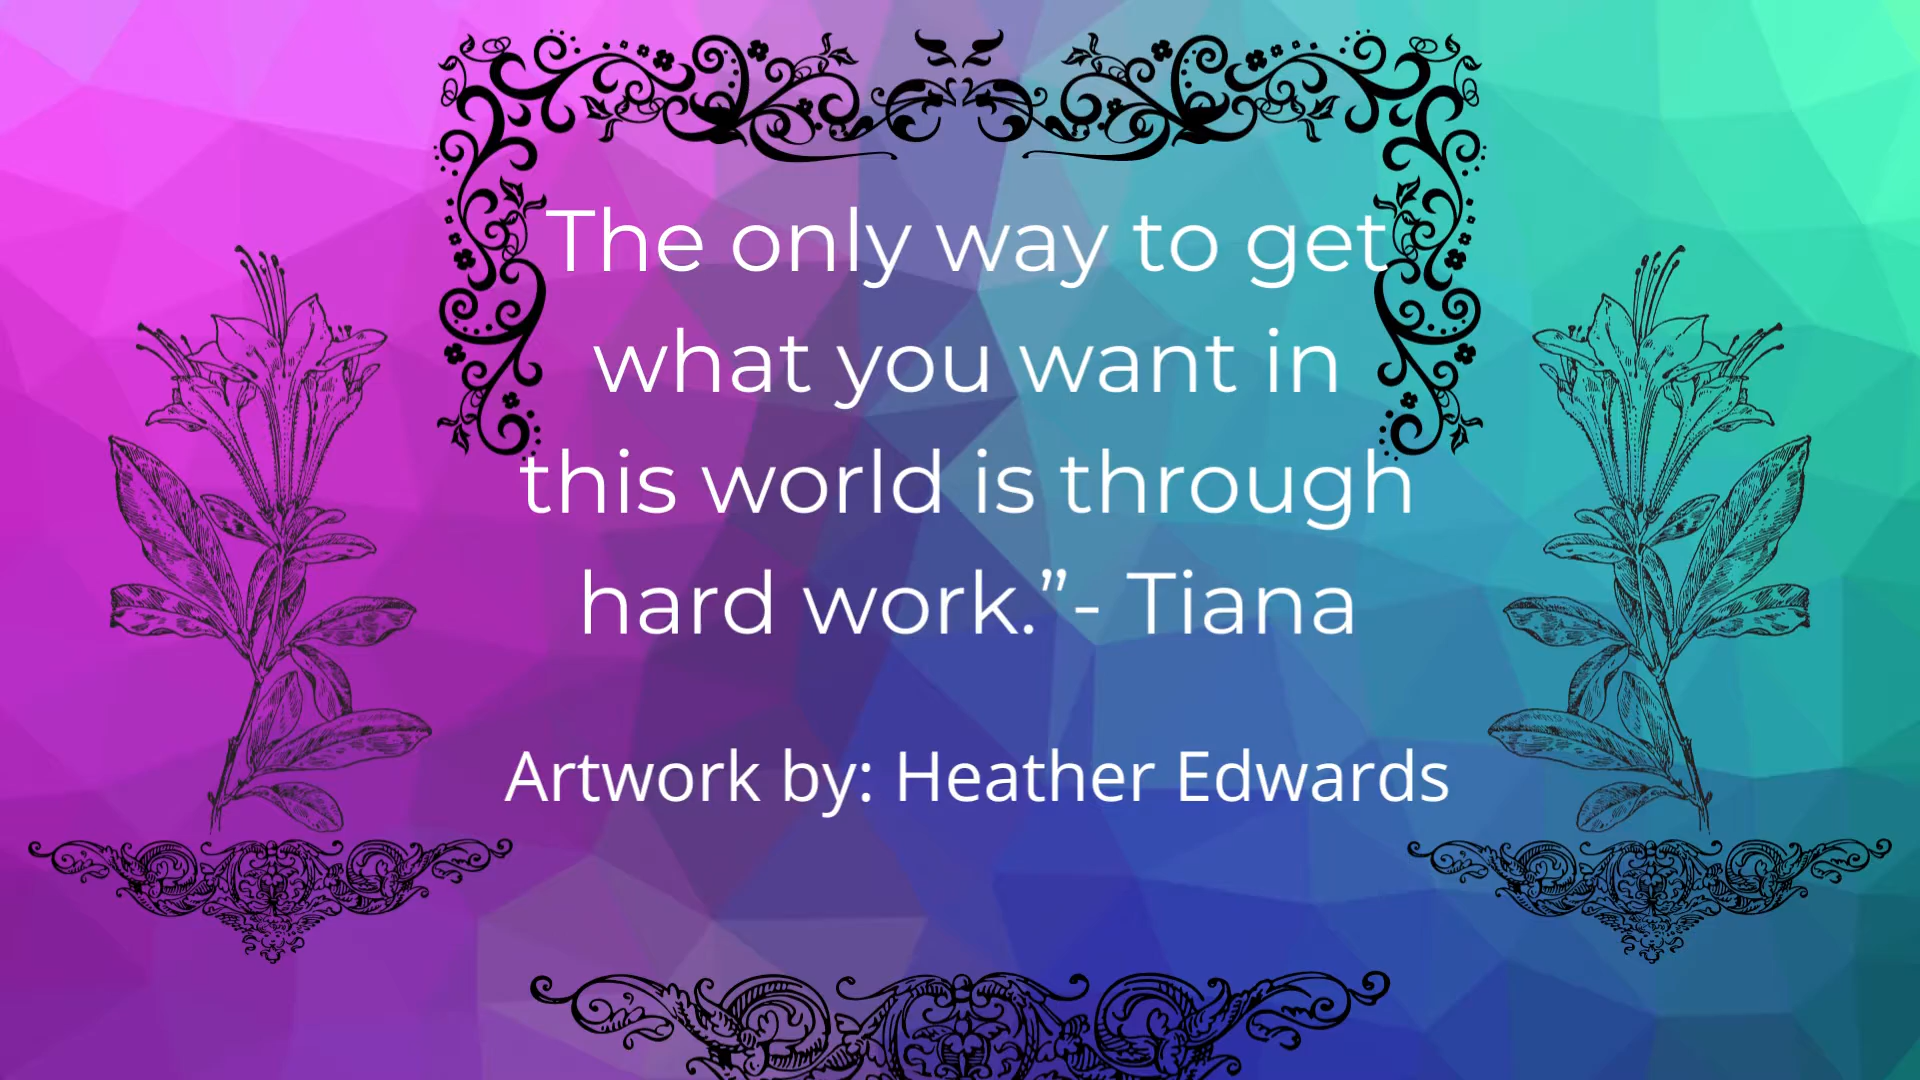 The only way to get
what you want in
this world is through
hard work.”- Tiana
Artwork by: Heather Edwards